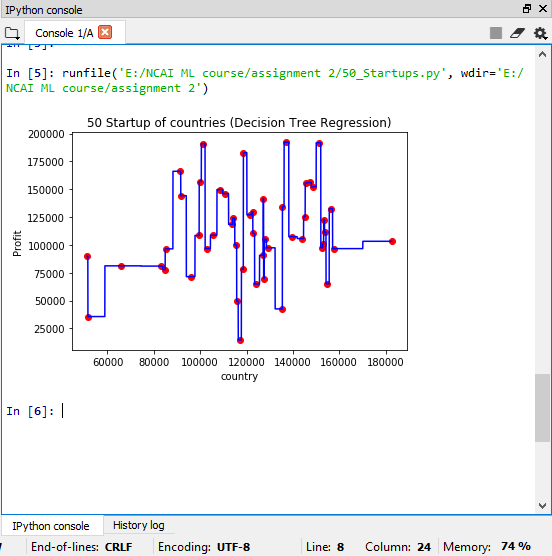 IPython console
Console 1/A
In [5]: runfile('E:/NCAI ML course/assignment 2/50_Startups.py', wdir='E:/
NCAI ML course/assignment 2')
50 Startup of countries (Decision Tree Regression)
200000
175000
150000
125000
100000
75000
50000
25000
Profit
60000 80000 100000 120000 140000 160000 180000
country
In [6]:
IPython console History log
End-of-lines: CRLF Encoding: UTF-8 Line: 8 Column: 24 Memory: 74 %